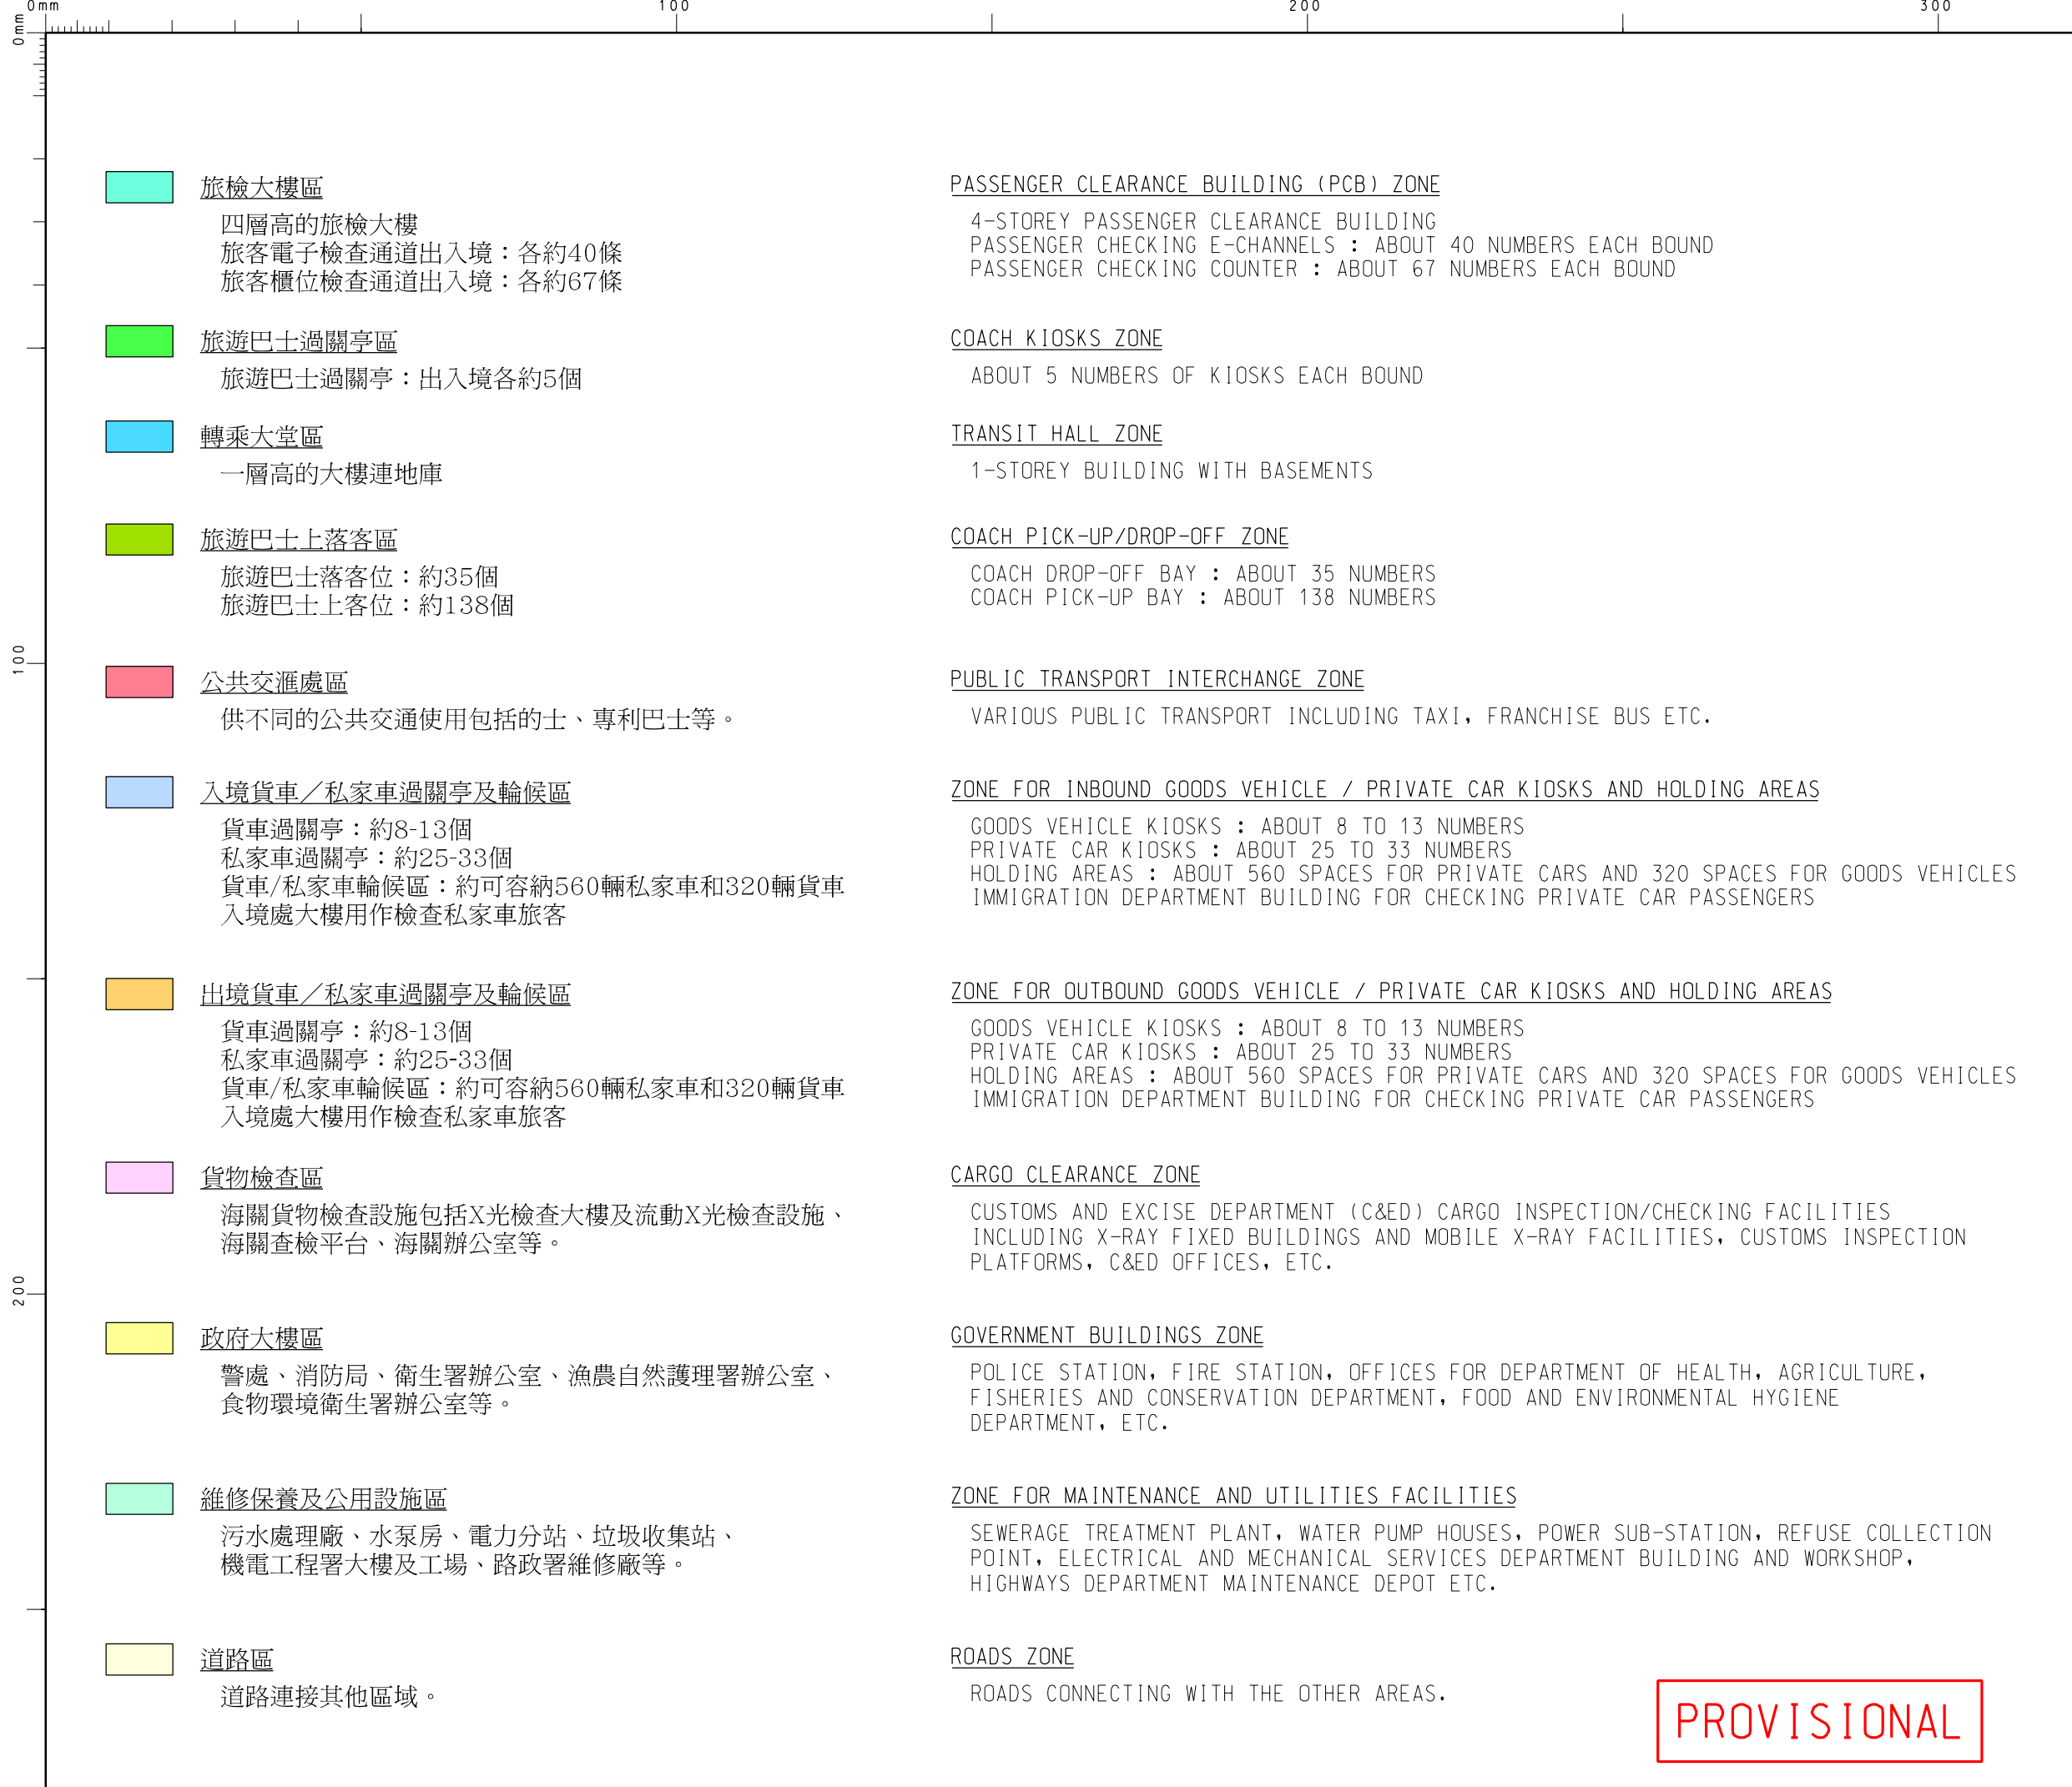 0mm 100 200 300
0mm
100
200
旅檢大樓區
四層高的旅檢大樓
旅客電子檢查通道出入境：各約40條
旅客櫃位檢查通道出入境：各約67條
PASSENGER CLEARANCE BUILDING (PCB) ZONE
4-STOREY PASSENGER CLEARANCE BUILDING
PASSENGER CHECKING E-CHANNELS : ABOUT 40 NUMBERS EACH BOUND
PASSENGER CHECKING COUNTER : ABOUT 67 NUMBERS EACH BOUND
旅遊巴士過關亭區
旅遊巴士過關亭：出入境各約5個
COACH KIOSKS ZONE
ABOUT 5 NUMBERS OF KIOSKS EACH BOUND
轉乘大堂區
一層高的大樓連地庫
TRANSIT HALL ZONE
1-STOREY BUILDING WITH BASEMENTS
旅遊巴士上落客區
旅遊巴士落客位：約35個
旅遊巴士上客位：約138個
COACH PICK-UP/DROP-OFF ZONE
COACH DROP-OFF BAY : ABOUT 35 NUMBERS
COACH PICK-UP BAY : ABOUT 138 NUMBERS
公共交滙處區
供不同的公共交通使用包括的士、專利巴士等。
PUBLIC TRANSPORT INTERCHANGE ZONE
VARIOUS PUBLIC TRANSPORT INCLUDING TAXI, FRANCHISE BUS ETC.
入境貨車／私家車過關亭及輪候區
貨車過關亭：約8-13個
私家車過關亭：約25-33個
貨車/私家車輪候區：約可容納560輛私家車和320輛貨車
入境處大樓用作檢查私家車旅客
ZONE FOR INBOUND GOODS VEHICLE / PRIVATE CAR KIOSKS AND HOLDING AREAS
GOODS VEHICLE KIOSKS : ABOUT 8 TO 13 NUMBERS
PRIVATE CAR KIOSKS : ABOUT 25 TO 33 NUMBERS
HOLDING AREAS : ABOUT 560 SPACES FOR PRIVATE CARS AND 320 SPACES FOR GOODS VEHICLES
IMMIGRATION DEPARTMENT BUILDING FOR CHECKING PRIVATE CAR PASSENGERS
出境貨車／私家車過關亭及輪候區
貨車過關亭：約8-13個
私家車過關亭：約25-33個
貨車/私家車輪候區：約可容納560輛私家車和320輛貨車
入境處大樓用作檢查私家車旅客
ZONE FOR OUTBOUND GOODS VEHICLE / PRIVATE CAR KIOSKS AND HOLDING AREAS
GOODS VEHICLE KIOSKS : ABOUT 8 TO 13 NUMBERS
PRIVATE CAR KIOSKS : ABOUT 25 TO 33 NUMBERS
HOLDING AREAS : ABOUT 560 SPACES FOR PRIVATE CARS AND 320 SPACES FOR GOODS VEHICLES
IMMIGRATION DEPARTMENT BUILDING FOR CHECKING PRIVATE CAR PASSENGERS
貨物檢查區
海關貨物檢查設施包括X光檢查大樓及流動X光檢查設施、
海關查檢平台、海關辦公室等。
CARGO CLEARANCE ZONE
CUSTOMS AND EXCISE DEPARTMENT (C&ED) CARGO INSPECTION/CHECKING FACILITIES
INCLUDING X-RAY FIXED BUILDINGS AND MOBILE X-RAY FACILITIES, CUSTOMS INSPECTION
PLATFORMS, C&ED OFFICES, ETC.
政府大樓區
警處、消防局、衛生署辦公室、漁農自然護理署辦公室、
食物環境衛生署辦公室等。
GOVERNMENT BUILDINGS ZONE
POLICE STATION, FIRE STATION, OFFICES FOR DEPARTMENT OF HEALTH, AGRICULTURE,
FISHERIES AND CONSERVATION DEPARTMENT, FOOD AND ENVIRONMENTAL HYGIENE
DEPARTMENT, ETC.
維修保養及公用設施區
污水處理廠、水泵房、電力分站、垃圾收集站、
機電工程署大樓及工場、路政署維修廠等。
ZONE FOR MAINTENANCE AND UTILITIES FACILITIES
SEWERAGE TREATMENT PLANT, WATER PUMP HOUSES, POWER SUB-STATION, REFUSE COLLECTION
POINT, ELECTRICAL AND MECHANICAL SERVICES DEPARTMENT BUILDING AND WORKSHOP,
HIGHWAYS DEPARTMENT MAINTENANCE DEPOT ETC.
道路區
道路連接其他區域。
ROADS ZONE
ROADS CONNECTING WITH THE OTHER AREAS.
PROVISIONAL